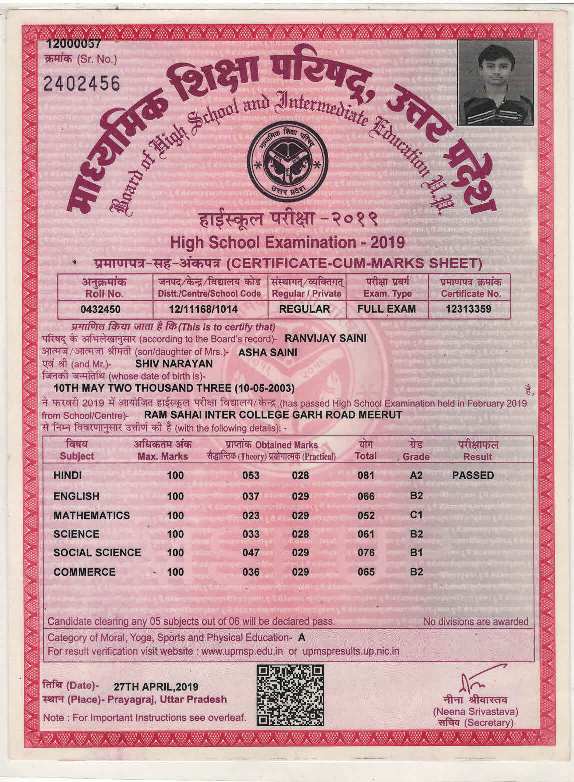 12000037
क्रमांक (Sr. No.)
2402456
माध्यमिक शिक्षा परिषद्, उत्तर प्रदेश
Board of High School and Intermediate Education U.P.
माध्यमिक शिक्षा परिषद्
उत्तर प्रदेश
हाईस्कूल परीक्षा - २०१९
High School Examination - 2019
प्रमाणपत्र-सह-अंकपत्र (CERTIFICATE-CUM-MARKS SHEET)
अनुक्रमांक जनपद/केन्द्र/विद्यालय कोड संस्थागत/व्यक्तिगत परीक्षा प्रवर्ग प्रमाणपत्र क्रमांक
Roll No. Distt./Centre/School Code Regular / Private Exam. Type Certificate No.
0432450 12/11168/1014 REGULAR FULL EXAM 12313359
प्रमाणित किया जाता है कि (This is to certify that)
परिषद् के अभिलेखानुसार (according to the Board's record)- RANVIJAY SAINI
आत्मज/आत्मजा श्रीमती (son/daughter of Mrs.)- ASHA SAINI
एवं श्री (and Mr.)- SHIV NARAYAN
जिनकी जन्मतिथि (whose date of birth is)-
10TH MAY TWO THOUSAND THREE (10-05-2003) है,
ने फरवरी 2019 में आयोजित हाईस्कूल परीक्षा विद्यालय/केन्द्र (has passed High School Examination held in February 2019
from School/Centre)- RAM SAHAI INTER COLLEGE GARH ROAD MEERUT
से निम्न विवरणानुसार उत्तीर्ण की है (with the following details): -
विषय अधिकतम अंक प्राप्तांक Obtained Marks योग ग्रेड परीक्षाफल
Subject Max. Marks सैद्धान्तिक (Theory) प्रयोगात्मक (Practical) Total Grade Result
HINDI 100 053 028 081 A2 PASSED
ENGLISH 100 037 029 066 B2
MATHEMATICS 100 023 029 052 C1
SCIENCE 100 033 028 061 B2
SOCIAL SCIENCE 100 047 029 076 B1
COMMERCE 100 036 029 065 B2
Candidate clearing any 05 subjects out of 06 will be declared pass. No divisions are awarded
Category of Moral, Yoga, Sports and Physical Education- A
For result verification visit website : www.upmsp.edu.in or upmspresults.up.nic.in
तिथि (Date)- 27TH APRIL,2019
स्थान (Place)- Prayagraj, Uttar Pradesh
Note : For Important Instructions see overleaf.
नीना श्रीवास्तव
(Neena Srivastava)
सचिव (Secretary)